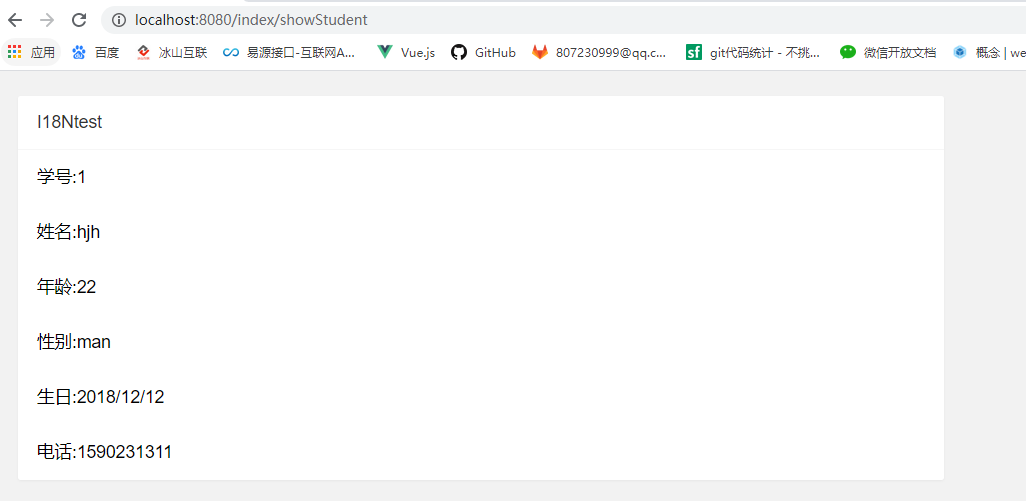 localhost:8080/index/showStudent
应用 百度 冰山互联 易源接口-互联网A... Vue.js GitHub 807230999@qq.c... git代码统计 - 不挑... 微信开放文档 概念 | we
I18Ntest
学号:1
姓名:hjh
年龄:22
性别:man
生日:2018/12/12
电话:1590231311